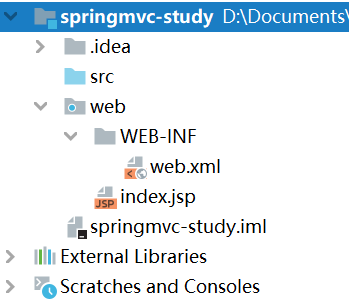 springmvc-study D:\Documents\
.idea
src
web
WEB-INF
web.xml
index.jsp
springmvc-study.iml
External Libraries
Scratches and Consoles